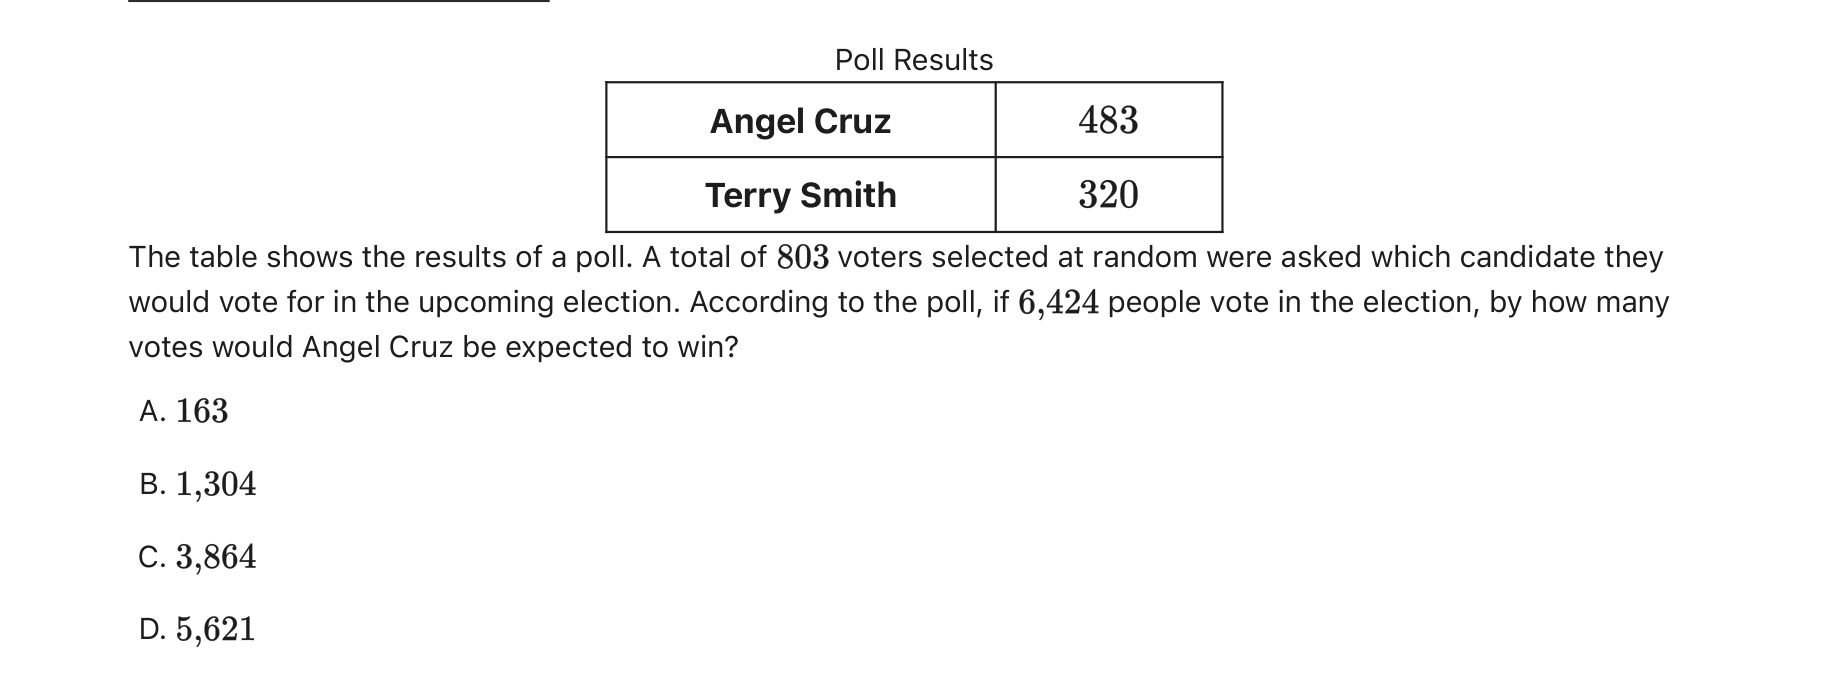 Poll Results
Angel Cruz 483
Terry Smith 320
The table shows the results of a poll. A total of 803 voters selected at random were asked which candidate they
would vote for in the upcoming election. According to the poll, if 6,424 people vote in the election, by how many
votes would Angel Cruz be expected to win?
A. 163
B. 1,304
C. 3,864
D. 5,621